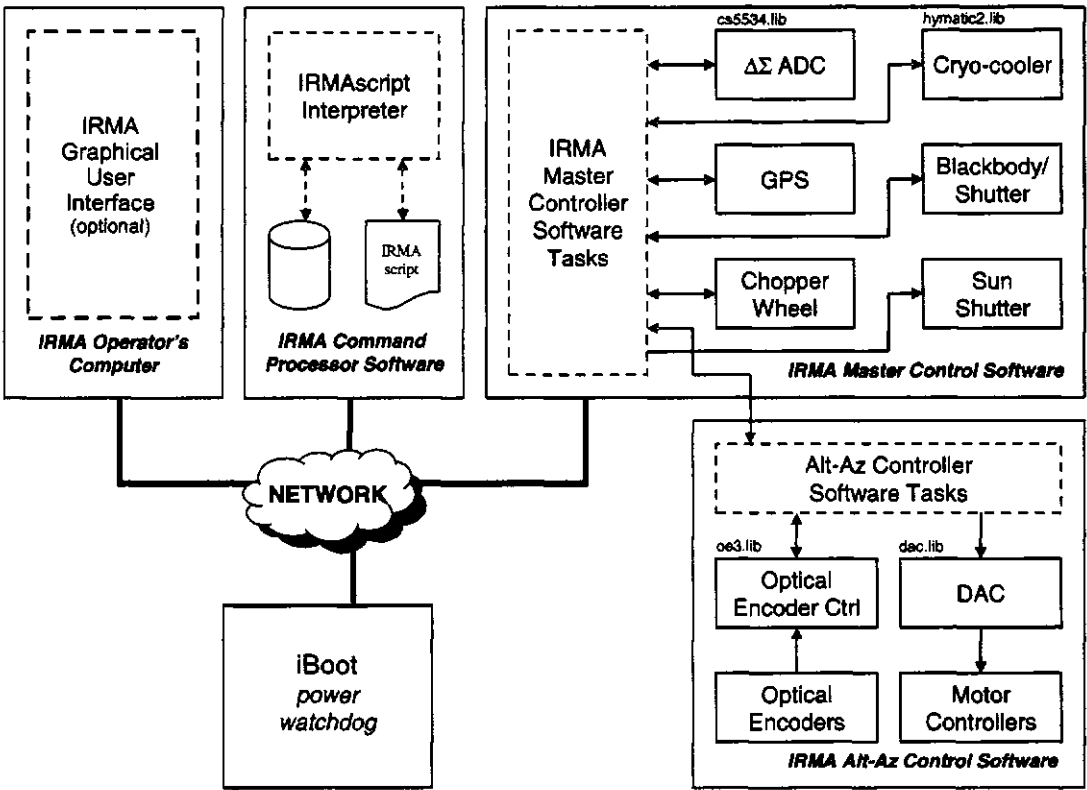 IRMA
Graphical
User
Interface
(optional)
IRMA Operator's
Computer
IRMAscript
Interpreter
IRMA
script
IRMA Command
Processor Software
IRMA
Master
Controller
Software
Tasks
cs5534.lib
ΔΣ ADC
hymatic2.lib
Cryo-cooler
GPS
Blackbody/
Shutter
Chopper
Wheel
Sun
Shutter
IRMA Master Control Software
NETWORK
iBoot
power
watchdog
Alt-Az Controller
Software Tasks
oe3.lib
Optical
Encoder Ctrl
dac.lib
DAC
Optical
Encoders
Motor
Controllers
IRMA Alt-Az Control Software